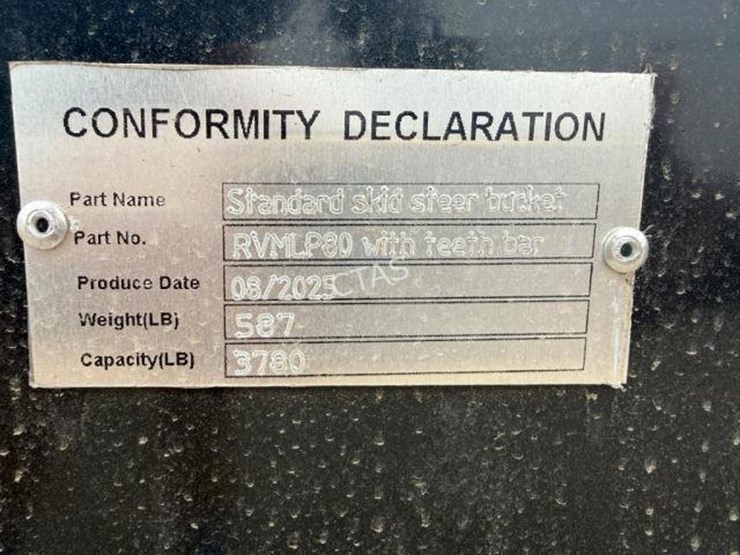 CONFORMITY DECLARATION
Part Name Standard skid steer bucket
Part No. RVMLP80 with teeth bar
Produce Date 08/2025
CTAS
Weight(LB) 587
Capacity(LB) 3780